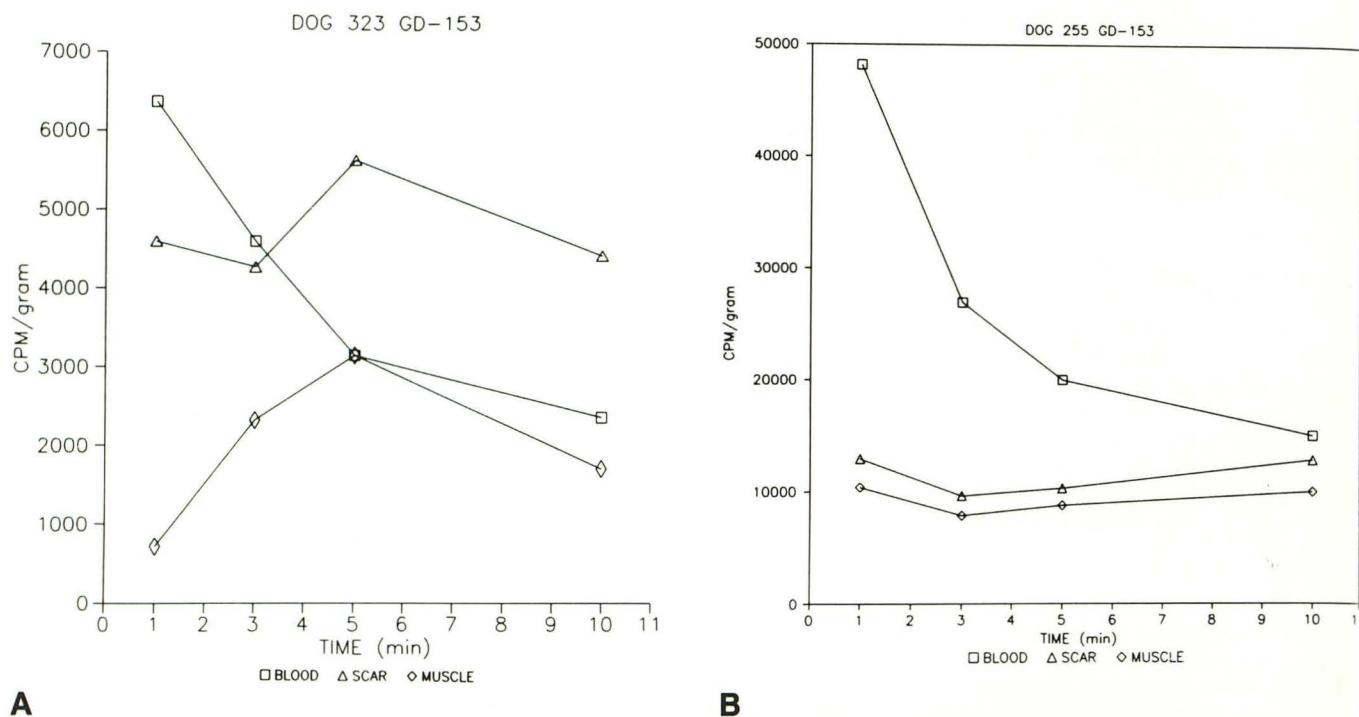 DOG 323 GD-153
7000
6000
5000
4000
3000
2000
1000
0
CPM/gram
0 1 2 3 4 5 6 7 8 9 10 11
TIME (min)
BLOOD SCAR MUSCLE
A
DOG 255 GD-153
50000
40000
30000
20000
10000
0
CPM/gram
0 1 2 3 4 5 6 7 8 9 10 1
TIME (min)
BLOOD SCAR MUSCLE
B